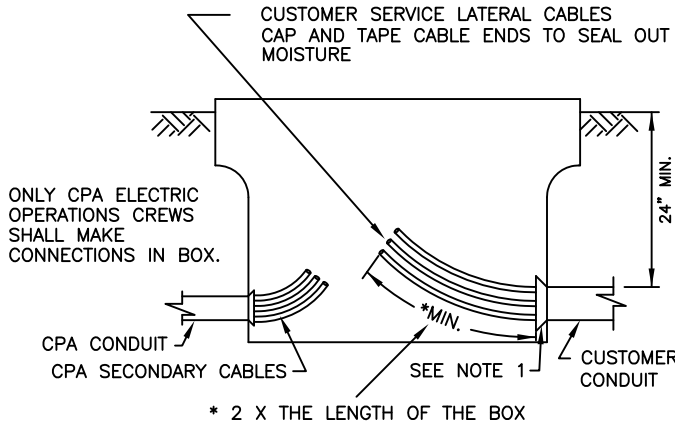 CUSTOMER SERVICE LATERAL CABLES
CAP AND TAPE CABLE ENDS TO SEAL OUT
MOISTURE
24" MIN.
ONLY CPA ELECTRIC
OPERATIONS CREWS
SHALL MAKE
CONNECTIONS IN BOX.
*MIN.
CPA CONDUIT
CPA SECONDARY CABLES
SEE NOTE 1
CUSTOMER
CONDUIT
* 2 X THE LENGTH OF THE BOX